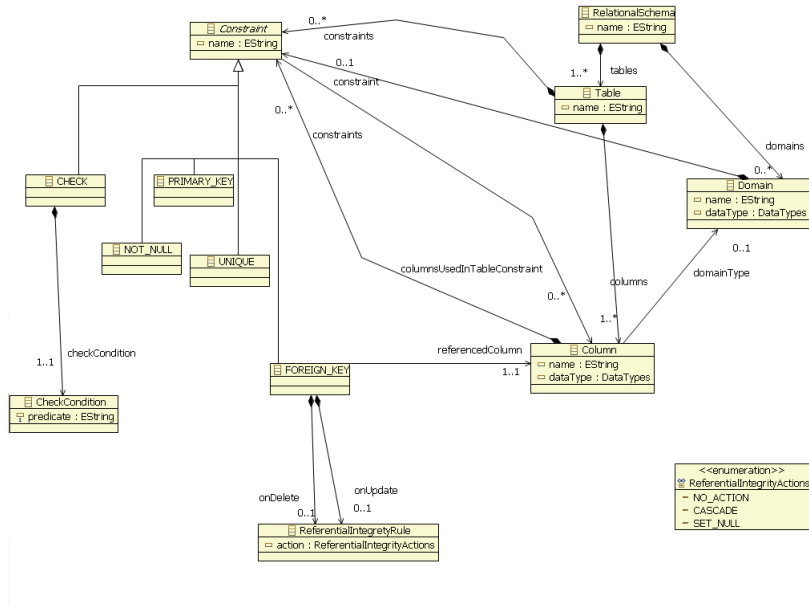 Constraint
name : EString
0..*
constraints
RelationalSchema
name : EString
0..1
constraint
1..*
tables
Table
name : EString
0..*
constraints
domains
0..*
CHECK
PRIMARY_KEY
Domain
name : EString
dataType : DataTypes
NOT_NULL
UNIQUE
columnsUsedInTableConstraint
0..1
domainType
columns
0..*
1..*
checkCondition
1..1
referencedColumn
1..1
Column
name : EString
dataType : DataTypes
FOREIGN_KEY
CheckCondition
predicate : EString
<<enumeration>>
ReferentialIntegrityActions
NO_ACTION
CASCADE
SET_NULL
onDelete
0..1
onUpdate
0..1
ReferentialIntegretyRule
action : ReferentialIntegrityActions